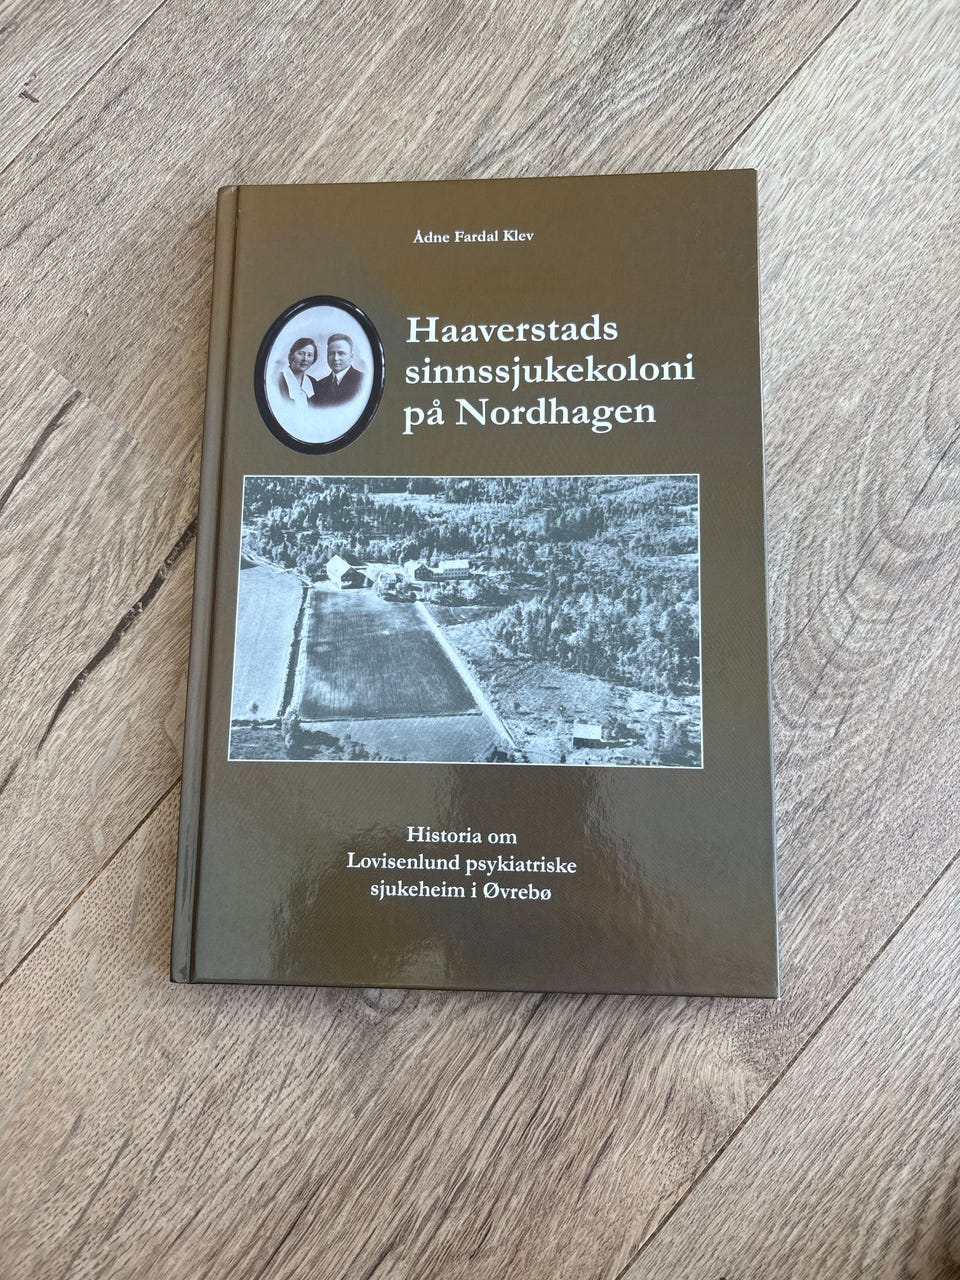 Ådne Fardal Klev
Haaverstads
sinnssjukekoloni
på Nordhagen
Historia om
Lovisenlund psykiatriske
sjukeheim i Øvrebø